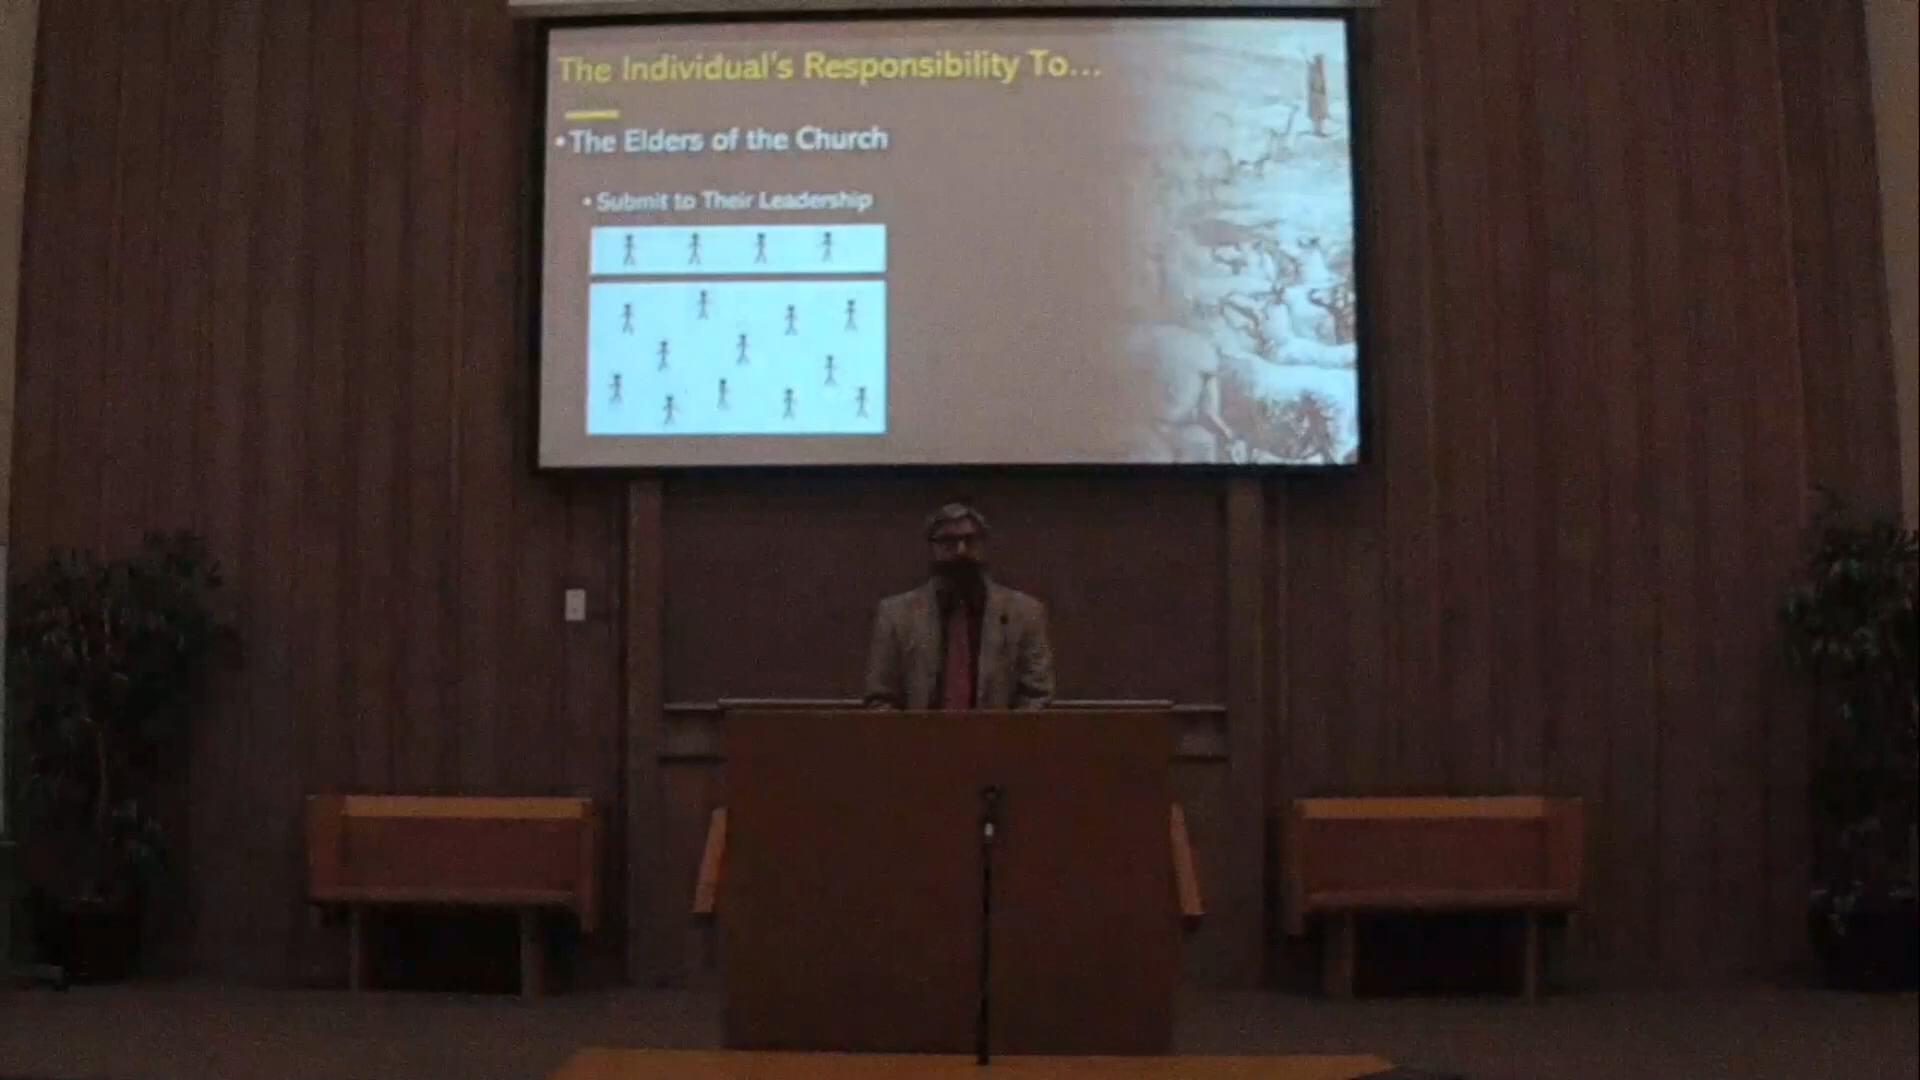 The Individual's Responsibility To...
•The Elders of the Church
• Submit to Their Leadership